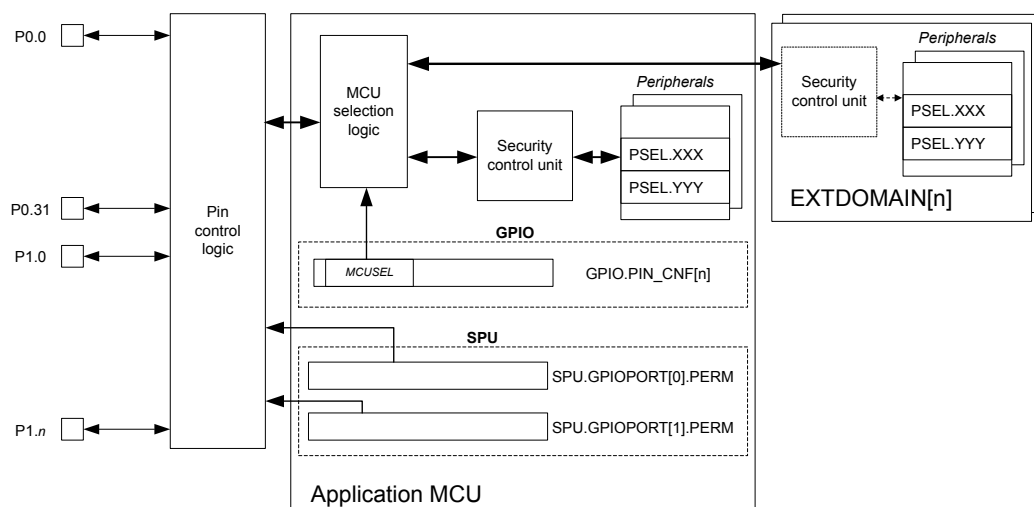 P0.0
P0.31
P1.0
P1.n
Pin
control
logic
MCU
selection
logic
Security
control unit
Peripherals
PSEL.XXX
PSEL.YYY
Peripherals
Security
control unit
PSEL.XXX
PSEL.YYY
EXTDOMAIN[n]
GPIO
MCUSEL
GPIO.PIN_CNF[n]
SPU
SPU.GPIOPORT[0].PERM
SPU.GPIOPORT[1].PERM
Application MCU